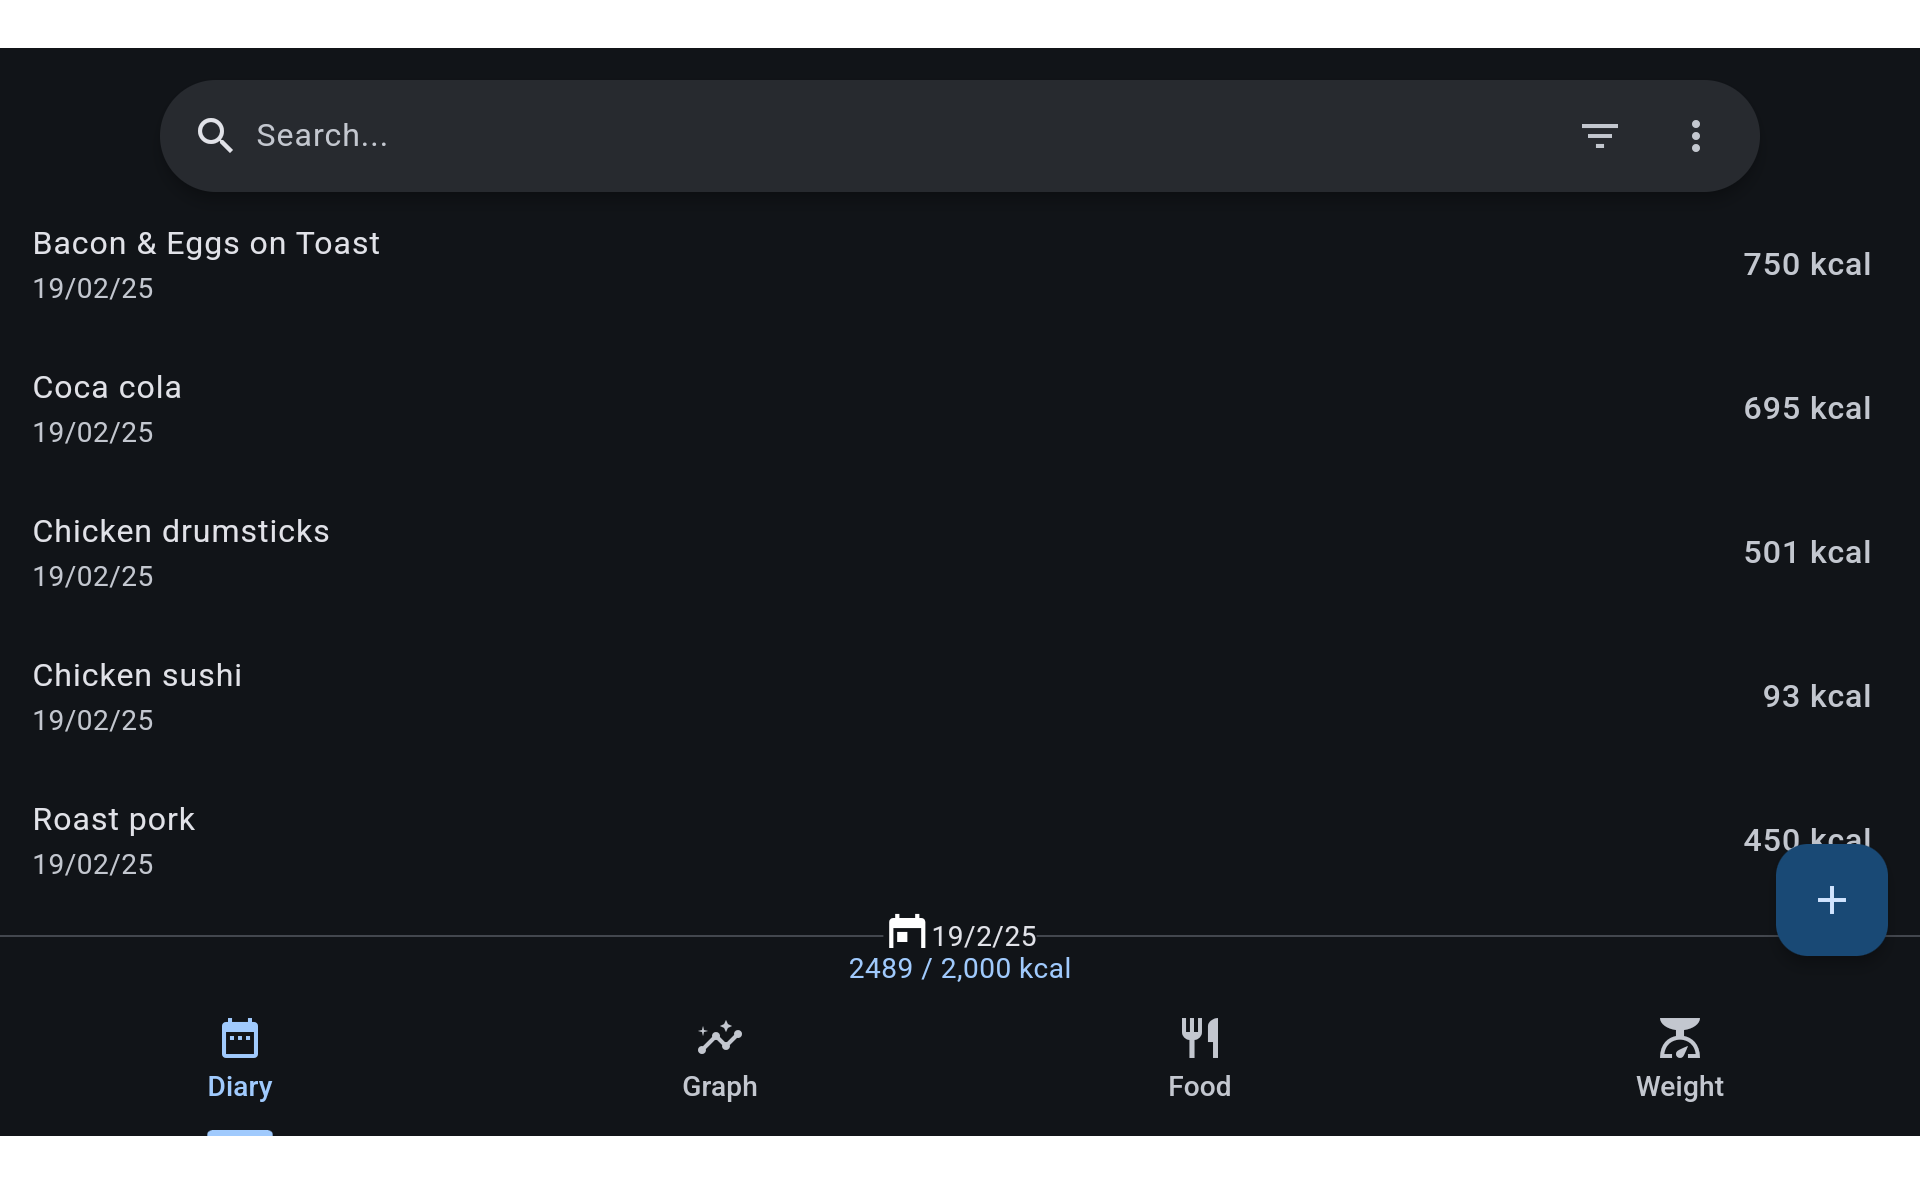 Search...
Bacon & Eggs on Toast
19/02/25
750 kcal
Coca cola
19/02/25
695 kcal
Chicken drumsticks
19/02/25
501 kcal
Chicken sushi
19/02/25
93 kcal
Roast pork
19/02/25
450 kcal
19/2/25
2489 / 2,000 kcal
Diary
Graph
Food
Weight